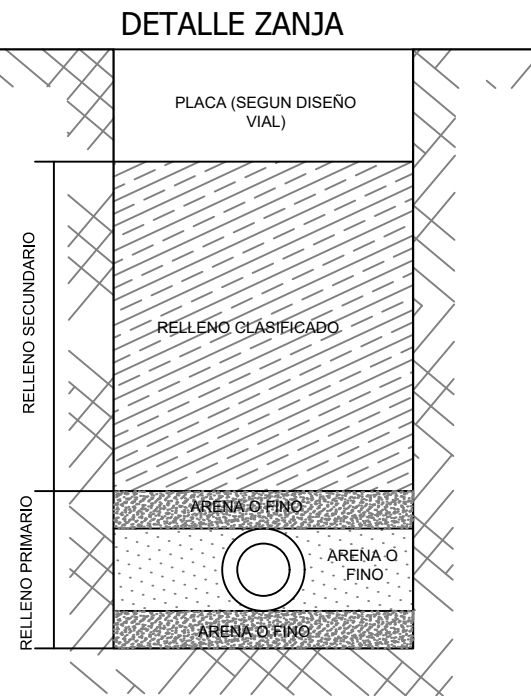 DETALLE ZANJA
PLACA (SEGUN DISEÑO
VIAL)
RELLENO SECUNDARIO
RELLENO CLASIFICADO
RELLENO PRIMARIO
ARENA O FINO
ARENA O
FINO
ARENA O FINO